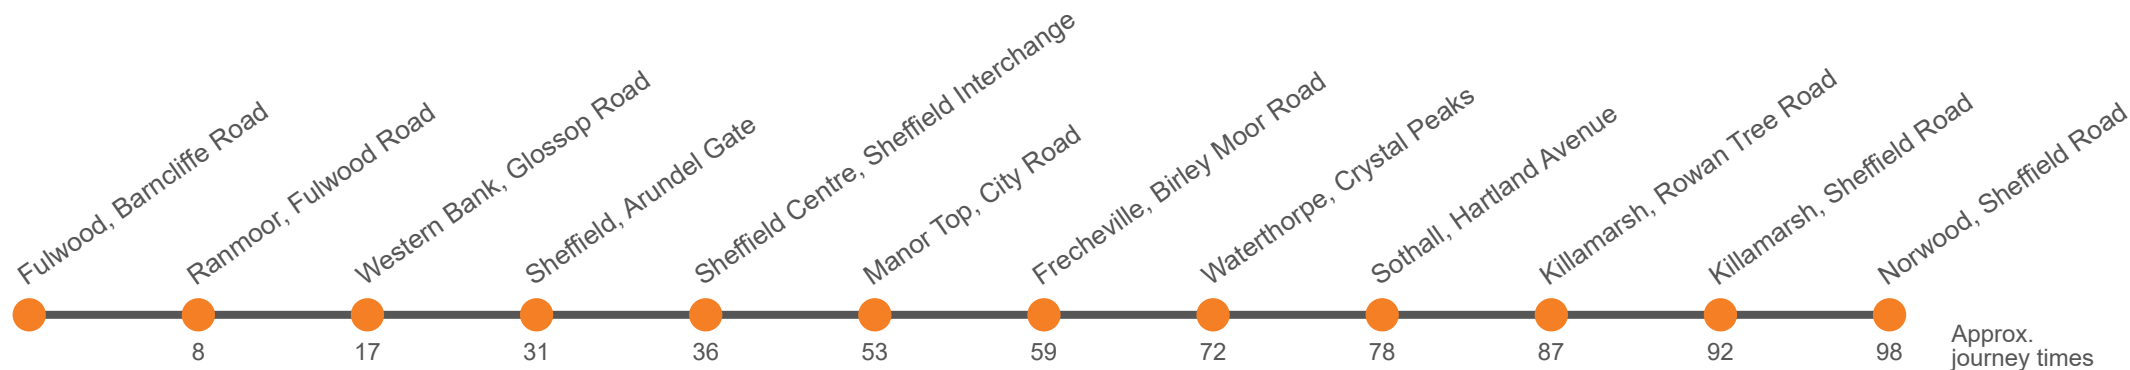 Fulwood, Barncliffe Road
Ranmoor, Fulwood Road
Western Bank, Glossop Road
Sheffield, Arundel Gate
Sheffield Centre, Sheffield Interchange
Manor Top, City Road
Frecheville, Birley Moor Road
Waterthorpe, Crystal Peaks
Sothall, Hartland Avenue
Killamarsh, Rowan Tree Road
Killamarsh, Sheffield Road
Norwood, Sheffield Road
8 17 31 36 53 59 72 78 87 92 98
Approx.
journey times